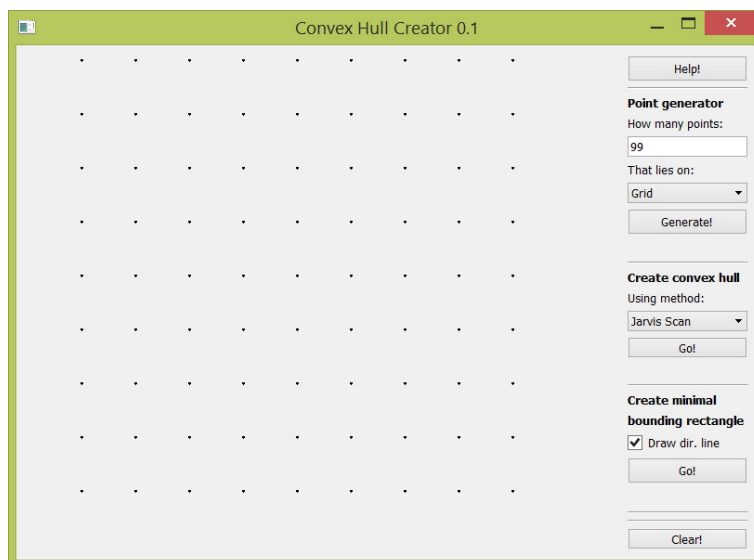 Convex Hull Creator 0.1
Help!
Point generator
How many points:
99
That lies on:
Grid
Generate!
Create convex hull
Using method:
Jarvis Scan
Go!
Create minimal
bounding rectangle
Draw dir. line
Go!
Clear!